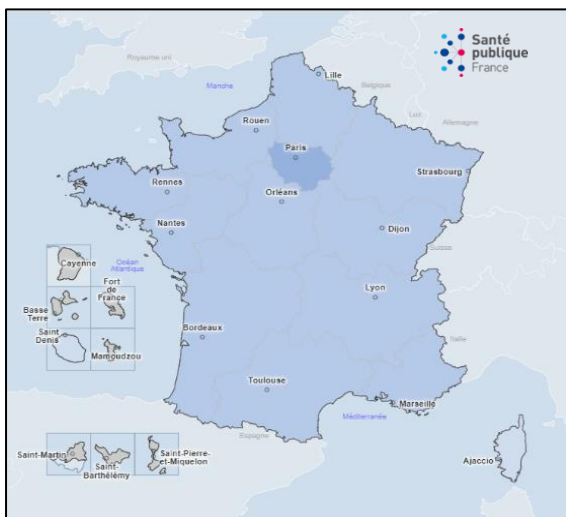 Santé
publique
France
Royaume uni
Lille
Belgique
Manche
Lux
Allemagne
Rouen
Paris
Strasbourg
Rennes
Orléans
Nantes
Dijon
Suisse
Cayenne
Océan
Atlantique
Fort
de
France
Lyon
Basse
Terre
Saint
Denis
Mamoudzou
Bordeaux
Italie
Toulouse
Marseille
Méditerranée
Espagne
Saint-Martin
Saint-
Barthélémy
Saint-Pierre-
et-Miquelon
Ajaccio